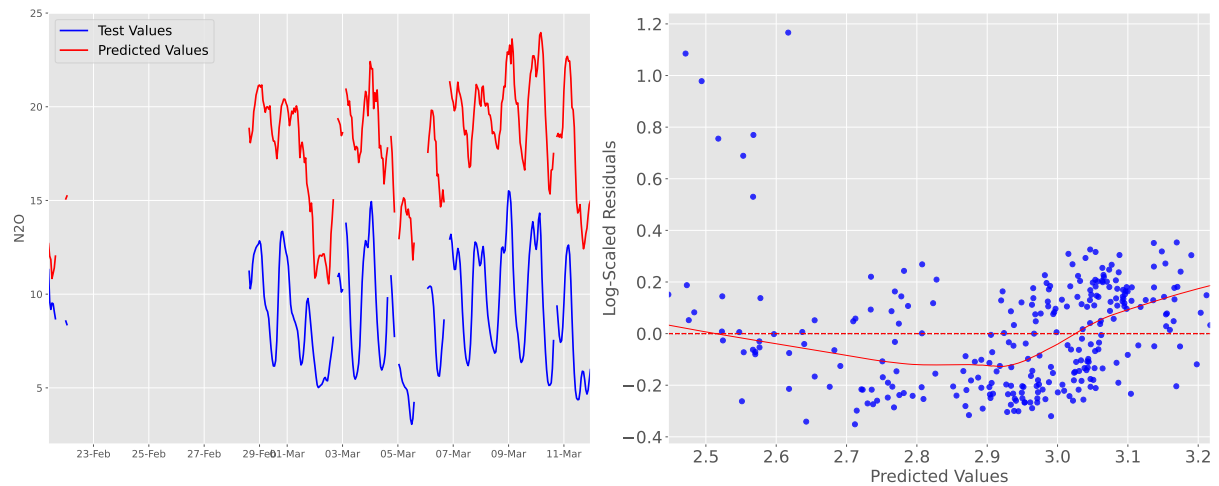 25
20
15
10
5
N2O
Test Values
Predicted Values
23-Feb
25-Feb
27-Feb
29-Feb
01-Mar
03-Mar
05-Mar
07-Mar
09-Mar
11-Mar
1.2
1.0
0.8
0.6
0.4
0.2
0.0
−0.2
−0.4
Log-Scaled Residuals
2.5
2.6
2.7
2.8
2.9
3.0
3.1
3.2
Predicted Values